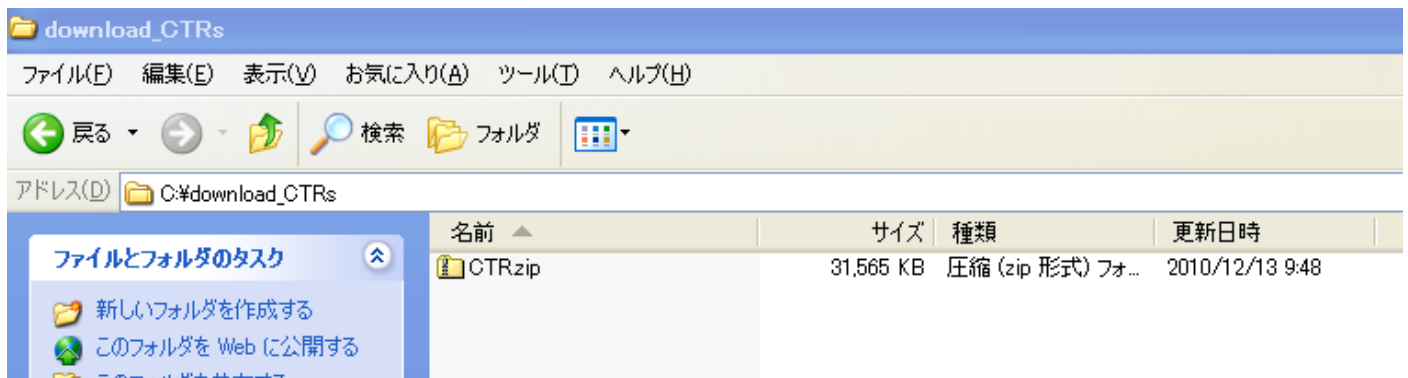 download_CTRs
ファイル(F) 編集(E) 表示(V) お気に入り(A) ツール(T) ヘルプ(H)
戻る 検索 フォルダ
アドレス(D) C:¥download_CTRs
名前 サイズ 種類 更新日時
ファイルとフォルダのタスク
CTR.zip 31,565 KB 圧縮 (zip 形式) フォ... 2010/12/13 9:48
新しいフォルダを作成する
このフォルダを Web に公開する